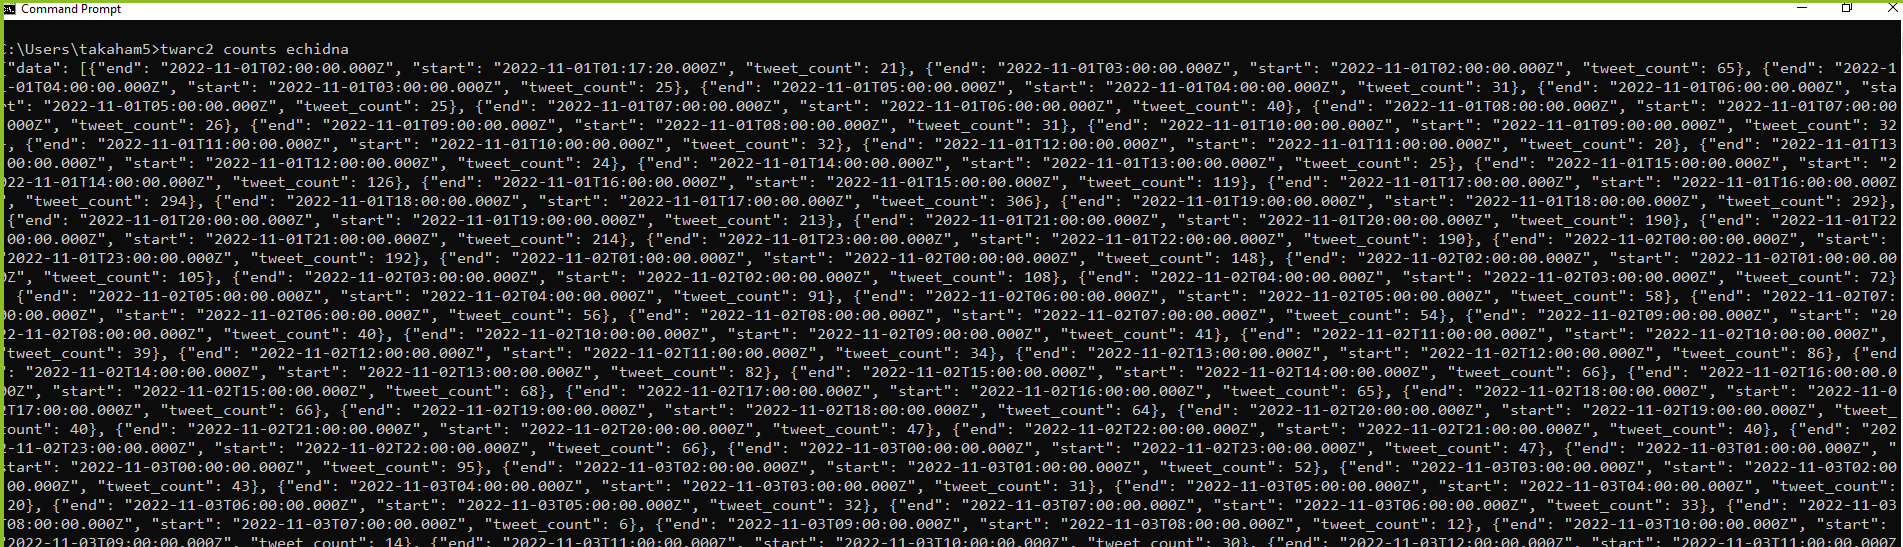 Command Prompt
C:\Users\takaham5>twarc2 counts echidna
"data": [{"end": "2022-11-01T02:00:00.000Z", "start": "2022-11-01T01:17:20.000Z", "tweet_count": 21}, {"end": "2022-11-01T03:00:00.000Z", "start": "2022-11-01T02:00:00.000Z", "tweet_count": 65}, {"end": "2022-11
-01T04:00:00.000Z", "start": "2022-11-01T03:00:00.000Z", "tweet_count": 25}, {"end": "2022-11-01T05:00:00.000Z", "start": "2022-11-01T04:00:00.000Z", "tweet_count": 31}, {"end": "2022-11-01T06:00:00.000Z", "sta
rt": "2022-11-01T05:00:00.000Z", "tweet_count": 25}, {"end": "2022-11-01T07:00:00.000Z", "start": "2022-11-01T06:00:00.000Z", "tweet_count": 40}, {"end": "2022-11-01T08:00:00.000Z", "start": "2022-11-01T07:00:00
.000Z", "tweet_count": 26}, {"end": "2022-11-01T09:00:00.000Z", "start": "2022-11-01T08:00:00.000Z", "tweet_count": 31}, {"end": "2022-11-01T10:00:00.000Z", "start": "2022-11-01T09:00:00.000Z", "tweet_count": 32
}, {"end": "2022-11-01T11:00:00.000Z", "start": "2022-11-01T10:00:00.000Z", "tweet_count": 32}, {"end": "2022-11-01T12:00:00.000Z", "start": "2022-11-01T11:00:00.000Z", "tweet_count": 20}, {"end": "2022-11-01T13
:00:00.000Z", "start": "2022-11-01T12:00:00.000Z", "tweet_count": 24}, {"end": "2022-11-01T14:00:00.000Z", "start": "2022-11-01T13:00:00.000Z", "tweet_count": 25}, {"end": "2022-11-01T15:00:00.000Z", "start": "2
022-11-01T14:00:00.000Z", "tweet_count": 126}, {"end": "2022-11-01T16:00:00.000Z", "start": "2022-11-01T15:00:00.000Z", "tweet_count": 119}, {"end": "2022-11-01T17:00:00.000Z", "start": "2022-11-01T16:00:00.000Z
", "tweet_count": 294}, {"end": "2022-11-01T18:00:00.000Z", "start": "2022-11-01T17:00:00.000Z", "tweet_count": 306}, {"end": "2022-11-01T19:00:00.000Z", "start": "2022-11-01T18:00:00.000Z", "tweet_count": 292},
{"end": "2022-11-01T20:00:00.000Z", "start": "2022-11-01T19:00:00.000Z", "tweet_count": 213}, {"end": "2022-11-01T21:00:00.000Z", "start": "2022-11-01T20:00:00.000Z", "tweet_count": 190}, {"end": "2022-11-01T22
:00:00.000Z", "start": "2022-11-01T21:00:00.000Z", "tweet_count": 214}, {"end": "2022-11-01T23:00:00.000Z", "start": "2022-11-01T22:00:00.000Z", "tweet_count": 190}, {"end": "2022-11-02T00:00:00.000Z", "start":
"2022-11-01T23:00:00.000Z", "tweet_count": 192}, {"end": "2022-11-02T01:00:00.000Z", "start": "2022-11-02T00:00:00.000Z", "tweet_count": 148}, {"end": "2022-11-02T02:00:00.000Z", "start": "2022-11-02T01:00:00.00
0Z", "tweet_count": 105}, {"end": "2022-11-02T03:00:00.000Z", "start": "2022-11-02T02:00:00.000Z", "tweet_count": 108}, {"end": "2022-11-02T04:00:00.000Z", "start": "2022-11-02T03:00:00.000Z", "tweet_count": 72}
, {"end": "2022-11-02T05:00:00.000Z", "start": "2022-11-02T04:00:00.000Z", "tweet_count": 91}, {"end": "2022-11-02T06:00:00.000Z", "start": "2022-11-02T05:00:00.000Z", "tweet_count": 58}, {"end": "2022-11-02T07:
00:00.000Z", "start": "2022-11-02T06:00:00.000Z", "tweet_count": 56}, {"end": "2022-11-02T08:00:00.000Z", "start": "2022-11-02T07:00:00.000Z", "tweet_count": 54}, {"end": "2022-11-02T09:00:00.000Z", "start": "20
22-11-02T08:00:00.000Z", "tweet_count": 40}, {"end": "2022-11-02T10:00:00.000Z", "start": "2022-11-02T09:00:00.000Z", "tweet_count": 41}, {"end": "2022-11-02T11:00:00.000Z", "start": "2022-11-02T10:00:00.000Z",
"tweet_count": 39}, {"end": "2022-11-02T12:00:00.000Z", "start": "2022-11-02T11:00:00.000Z", "tweet_count": 34}, {"end": "2022-11-02T13:00:00.000Z", "start": "2022-11-02T12:00:00.000Z", "tweet_count": 86}, {"end
": "2022-11-02T14:00:00.000Z", "start": "2022-11-02T13:00:00.000Z", "tweet_count": 82}, {"end": "2022-11-02T15:00:00.000Z", "start": "2022-11-02T14:00:00.000Z", "tweet_count": 66}, {"end": "2022-11-02T16:00:00.0
00Z", "start": "2022-11-02T15:00:00.000Z", "tweet_count": 68}, {"end": "2022-11-02T17:00:00.000Z", "start": "2022-11-02T16:00:00.000Z", "tweet_count": 65}, {"end": "2022-11-02T18:00:00.000Z", "start": "2022-11-0
2T17:00:00.000Z", "tweet_count": 66}, {"end": "2022-11-02T19:00:00.000Z", "start": "2022-11-02T18:00:00.000Z", "tweet_count": 64}, {"end": "2022-11-02T20:00:00.000Z", "start": "2022-11-02T19:00:00.000Z", "tweet_
count": 40}, {"end": "2022-11-02T21:00:00.000Z", "start": "2022-11-02T20:00:00.000Z", "tweet_count": 47}, {"end": "2022-11-02T22:00:00.000Z", "start": "2022-11-02T21:00:00.000Z", "tweet_count": 40}, {"end": "202
2-11-02T23:00:00.000Z", "start": "2022-11-02T22:00:00.000Z", "tweet_count": 66}, {"end": "2022-11-03T00:00:00.000Z", "start": "2022-11-02T23:00:00.000Z", "tweet_count": 47}, {"end": "2022-11-03T01:00:00.000Z", "
start": "2022-11-03T00:00:00.000Z", "tweet_count": 95}, {"end": "2022-11-03T02:00:00.000Z", "start": "2022-11-03T01:00:00.000Z", "tweet_count": 52}, {"end": "2022-11-03T03:00:00.000Z", "start": "2022-11-03T02:00
:00.000Z", "tweet_count": 43}, {"end": "2022-11-03T04:00:00.000Z", "start": "2022-11-03T03:00:00.000Z", "tweet_count": 31}, {"end": "2022-11-03T05:00:00.000Z", "start": "2022-11-03T04:00:00.000Z", "tweet_count":
20}, {"end": "2022-11-03T06:00:00.000Z", "start": "2022-11-03T05:00:00.000Z", "tweet_count": 32}, {"end": "2022-11-03T07:00:00.000Z", "start": "2022-11-03T06:00:00.000Z", "tweet_count": 33}, {"end": "2022-11-03
T08:00:00.000Z", "start": "2022-11-03T07:00:00.000Z", "tweet_count": 6}, {"end": "2022-11-03T09:00:00.000Z", "start": "2022-11-03T08:00:00.000Z", "tweet_count": 12}, {"end": "2022-11-03T10:00:00.000Z", "start":
"2022-11-03T09:00:00.000Z", "tweet_count": 14}, {"end": "2022-11-03T11:00:00.000Z", "start": "2022-11-03T10:00:00.000Z", "tweet_count": 30}, {"end": "2022-11-03T12:00:00.000Z", "start": "2022-11-03T11:00:00.000Z